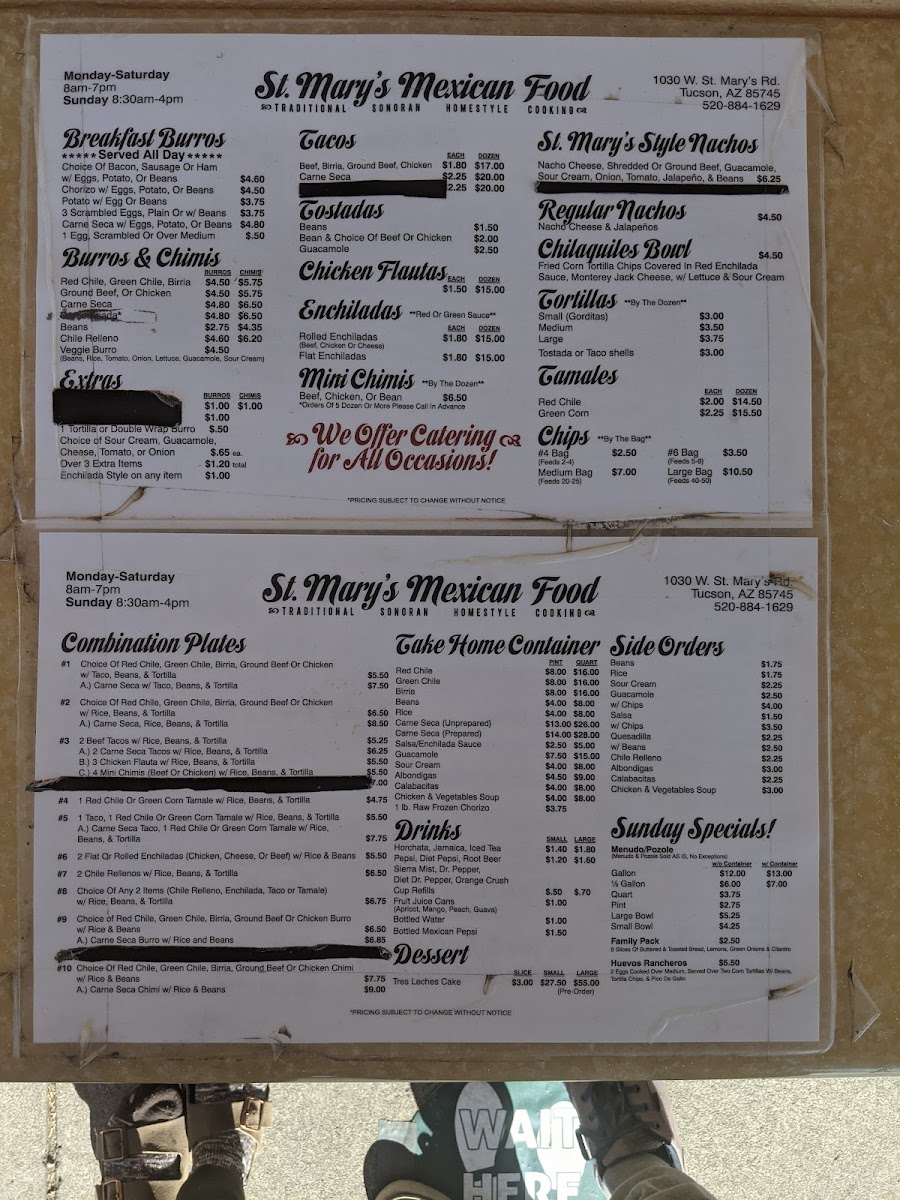 Monday-Saturday
8am-7pm
Sunday 8:30am-4pm
St. Mary's Mexican Food
TRADITIONAL SONORAN HOMESTYLE COOKING
1030 W. St. Mary's Rd.
Tucson, AZ 85745
520-884-1629
Breakfast Burros
***** Served All Day *****
Choice Of Bacon, Sausage Or Ham
w/ Eggs, Potato, Or Beans $4.60
Chorizo w/ Eggs, Potato, Or Beans $4.50
Potato w/ Egg Or Beans $3.75
3 Scrambled Eggs, Plain Or w/ Beans $3.75
Carne Seca w/ Eggs, Potato, Or Beans $4.80
1 Egg, Scrambled Or Over Medium $.50
Burros & Chimis
BURROS CHIMIS
Red Chile, Green Chile, Birria $4.50 $5.75
Ground Beef, Or Chicken $4.50 $5.75
Carne Seca $4.80 $6.50
$4.80 $6.50
Beans $2.75 $4.35
Chile Relleno $4.60 $6.20
Veggie Burro $4.50
(Beans, Rice, Tomato, Onion, Lettuce, Guacamole, Sour Cream)
Extras
BURROS CHIMIS
$1.00 $1.00
$1.00
1 Tortilla or Double Wrap Burro $.50
Choice of Sour Cream, Guacamole,
Cheese, Tomato, or Onion $.65 ea.
Over 3 Extra Items $1.20 total
Enchilada Style on any item $1.00
Tacos
EACH DOZEN
Beef, Birria, Ground Beef, Chicken $1.80 $17.00
Carne Seca $2.25 $20.00
2.25 $20.00
Tostadas
Beans $1.50
Bean & Choice Of Beef Or Chicken $2.00
Guacamole $2.50
Chicken Flautas
EACH DOZEN
$1.50 $15.00
Enchiladas **Red Or Green Sauce**
EACH DOZEN
Rolled Enchiladas $1.80 $15.00
(Beef, Chicken Or Cheese)
Flat Enchiladas $1.80 $15.00
Mini Chimis **By The Dozen**
Beef, Chicken, Or Bean $6.50
*Orders Of 5 Dozen Or More Please Call In Advance
We Offer Catering
for All Occasions!
St. Mary's Style Nachos
Nacho Cheese, Shredded Or Ground Beef, Guacamole,
Sour Cream, Onion, Tomato, Jalapeño, & Beans $6.25
Regular Nachos $4.50
Nacho Cheese & Jalapeños
Chilaquiles Bowl $4.50
Fried Corn Tortilla Chips Covered In Red Enchilada
Sauce, Monterey Jack Cheese, w/ Lettuce & Sour Cream
Tortillas **By The Dozen**
Small (Gorditas) $3.00
Medium $3.50
Large $3.75
Tostada or Taco shells $3.00
Tamales
EACH DOZEN
Red Chile $2.00 $14.50
Green Corn $2.25 $15.50
Chips **By The Bag**
#4 Bag $2.50 #6 Bag $3.50
(Feeds 2-4) (Feeds 5-8)
Medium Bag $7.00 Large Bag $10.50
(Feeds 20-25) (Feeds 40-50)
*PRICING SUBJECT TO CHANGE WITHOUT NOTICE
Monday-Saturday
8am-7pm
Sunday 8:30am-4pm
St. Mary's Mexican Food
TRADITIONAL SONORAN HOMESTYLE COOKING
1030 W. St. Mary's Rd.
Tucson, AZ 85745
520-884-1629
Combination Plates
#1 Choice Of Red Chile, Green Chile, Birria, Ground Beef Or Chicken
w/ Taco, Beans, & Tortilla $5.50
A.) Carne Seca w/ Taco, Beans, & Tortilla $7.50
#2 Choice Of Red Chile, Green Chile, Birria, Ground Beef Or Chicken
w/ Rice, Beans, & Tortilla $6.50
A.) Carne Seca, Rice, Beans, & Tortilla $8.50
#3 2 Beef Tacos w/ Rice, Beans, & Tortilla $5.25
A.) 2 Carne Seca Tacos w/ Rice, Beans, & Tortilla $6.25
B.) 3 Chicken Flauta w/ Rice, Beans, & Tortilla $5.50
C.) 4 Mini Chimis (Beef Or Chicken) w/ Rice, Beans, & Tortilla $5.50
7.00
#4 1 Red Chile Or Green Corn Tamale w/ Rice, Beans, & Tortilla $4.75
#5 1 Taco, 1 Red Chile Or Green Corn Tamale w/ Rice, Beans, & Tortilla $5.50
A.) Carne Seca Taco, 1 Red Chile Or Green Corn Tamale w/ Rice,
Beans, & Tortilla $7.75
#6 2 Flat Or Rolled Enchiladas (Chicken, Cheese, Or Beef) w/ Rice & Beans $5.50
#7 2 Chile Rellenos w/ Rice, Beans, & Tortilla $6.50
#8 Choice Of Any 2 Items (Chile Relleno, Enchilada, Taco or Tamale)
w/ Rice, Beans, & Tortilla $6.75
#9 Choice of Red Chile, Green Chile, Birria, Ground Beef Or Chicken Burro
w/ Rice & Beans $6.50
A.) Carne Seca Burro w/ Rice and Beans $6.85
#10 Choice Of Red Chile, Green Chile, Birria, Ground Beef Or Chicken Chimi
w/ Rice & Beans $7.75
A.) Carne Seca Chimi w/ Rice & Beans $9.00
Take Home Container
PINT QUART
Red Chile $8.00 $16.00
Green Chile $8.00 $16.00
Birria $8.00 $16.00
Beans $4.00 $8.00
Rice $4.00 $8.00
Carne Seca (Unprepared) $13.00 $26.00
Carne Seca (Prepared) $14.00 $28.00
Salsa/Enchilada Sauce $2.50 $5.00
Guacamole $7.50 $15.00
Sour Cream $4.00 $8.00
Albondigas $4.50 $9.00
Calabacitas $4.00 $8.00
Chicken & Vegetables Soup $4.00 $8.00
1 lb. Raw Frozen Chorizo $3.75
Drinks
SMALL LARGE
Horchata, Jamaica, Iced Tea $1.40 $1.80
Pepsi, Diet Pepsi, Root Beer $1.20 $1.60
Sierra Mist, Dr. Pepper,
Diet Dr. Pepper, Orange Crush
Cup Refills $.50 $.70
Fruit Juice Cans $1.00
(Apricot, Mango, Peach, Guava)
Bottled Water $1.00
Bottled Mexican Pepsi $1.50
Dessert
SLICE SMALL LARGE
Tres Leches Cake $3.00 $27.50 $55.00
(Pre-Order)
Side Orders
Beans $1.75
Rice $1.75
Sour Cream $2.25
Guacamole $2.50
w/ Chips $4.00
Salsa $1.50
w/ Chips $3.50
Quesadilla $2.25
w/ Beans $2.50
Chile Relleno $2.25
Albondigas $3.00
Calabacitas $2.25
Chicken & Vegetables Soup $3.00
Sunday Specials!
Menudo/Pozole
(Menudo & Pozole Sold AS IS, No Exceptions)
w/o Container w/ Container
Gallon $12.00 $13.00
½ Gallon $6.00 $7.00
Quart $3.75
Pint $2.75
Large Bowl $5.25
Small Bowl $4.25
Family Pack $2.50
8 Slices Of Buttered & Toasted Bread, Lemons, Green Onions & Cilantro
Huevos Rancheros $5.50
2 Eggs Cooked Over Medium, Served Over Two Corn Tortillas W/ Beans,
Tortilla Chips, & Pico De Gallo
*PRICING SUBJECT TO CHANGE WITHOUT NOTICE
WAIT
HERE